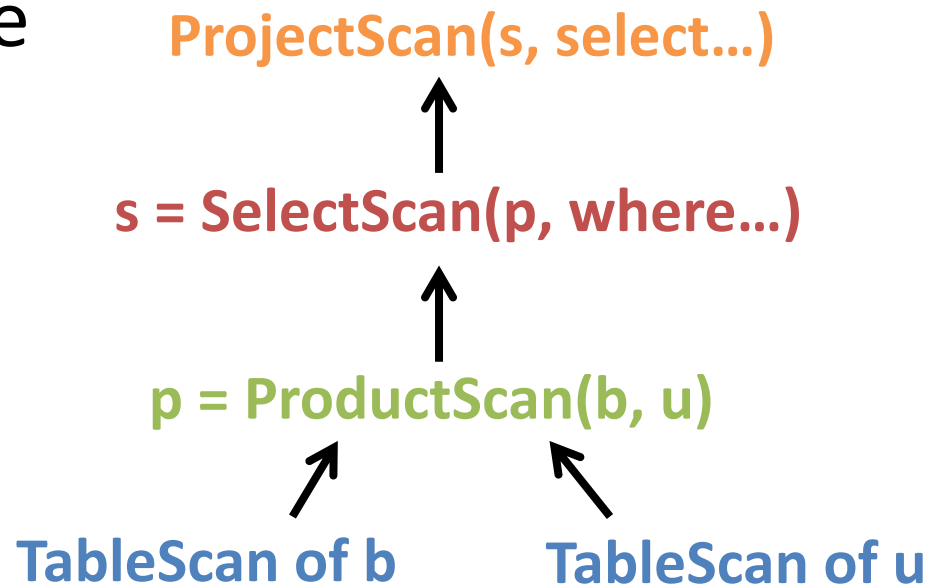 e
ProjectScan(s, select…)
s = SelectScan(p, where…)
p = ProductScan(b, u)
TableScan of b
TableScan of u